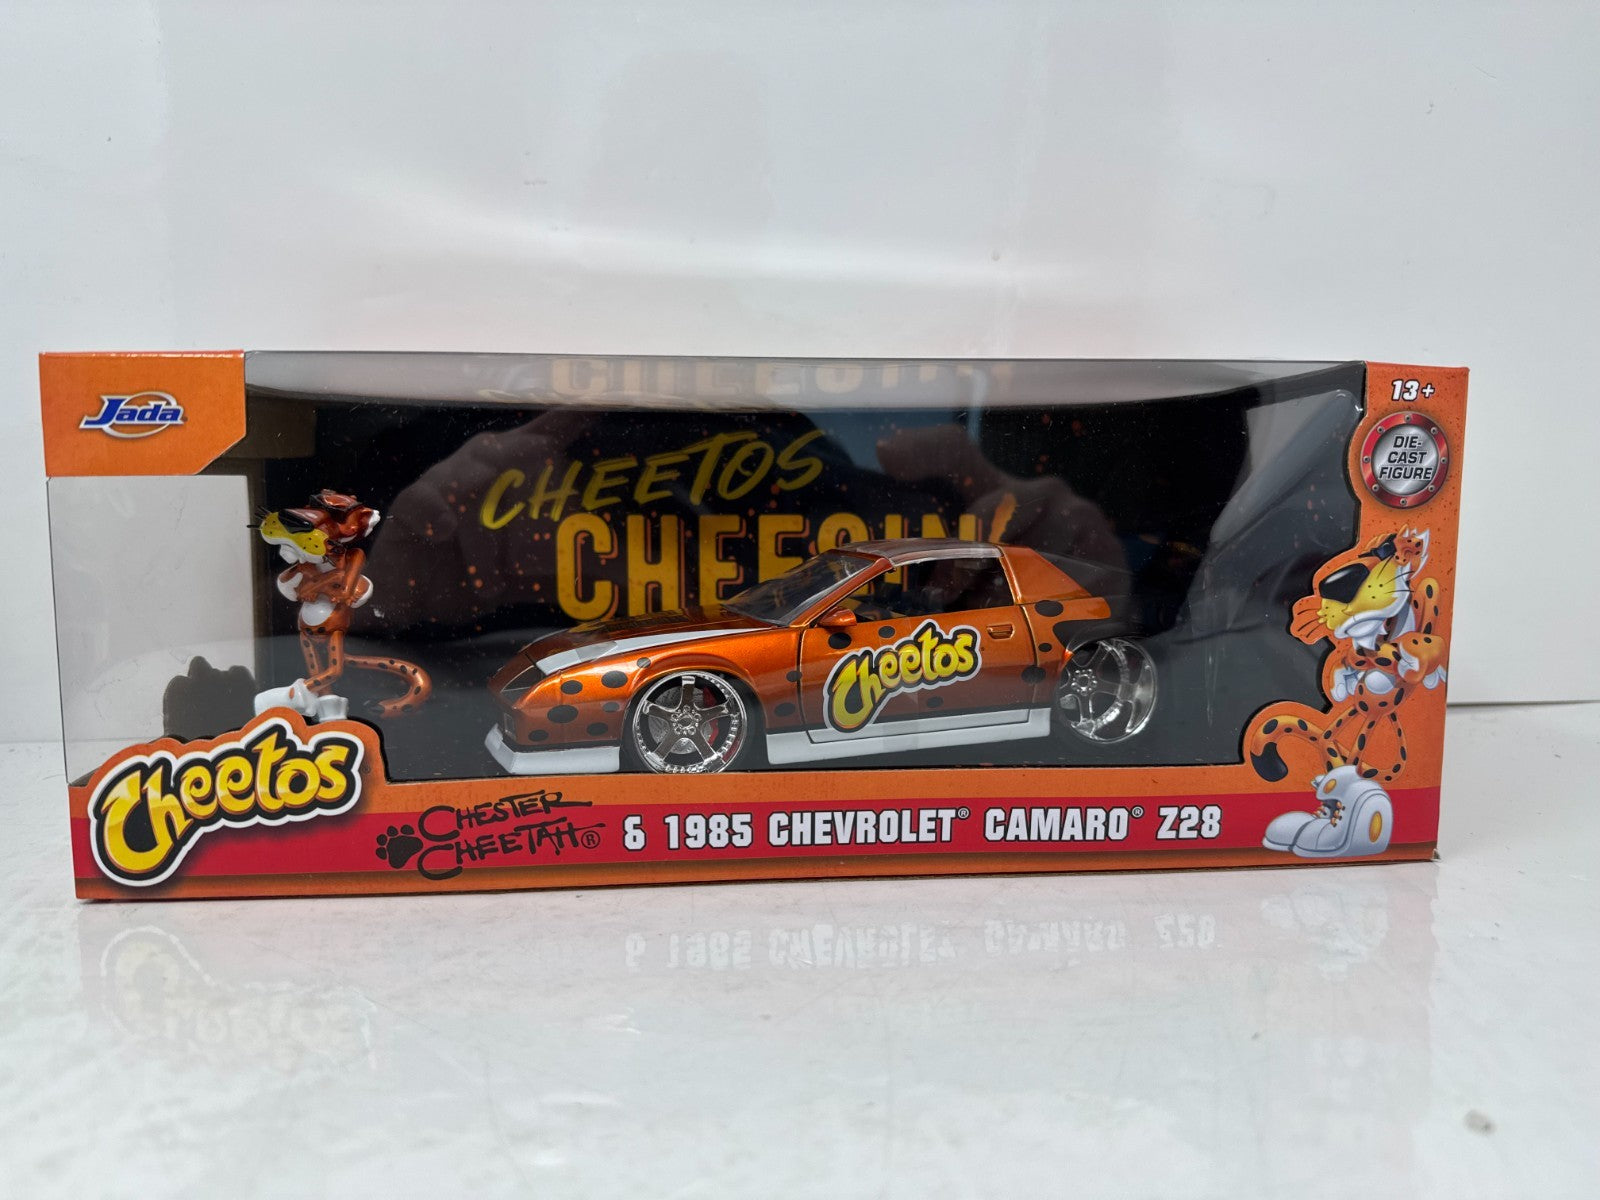 Jada
13+
DIE-
CAST
FIGURE
CHEETOS
CHEESIN'
Cheetos
Cheetos
CHESTER
CHEETAH®
& 1985 CHEVROLET® CAMARO® Z28